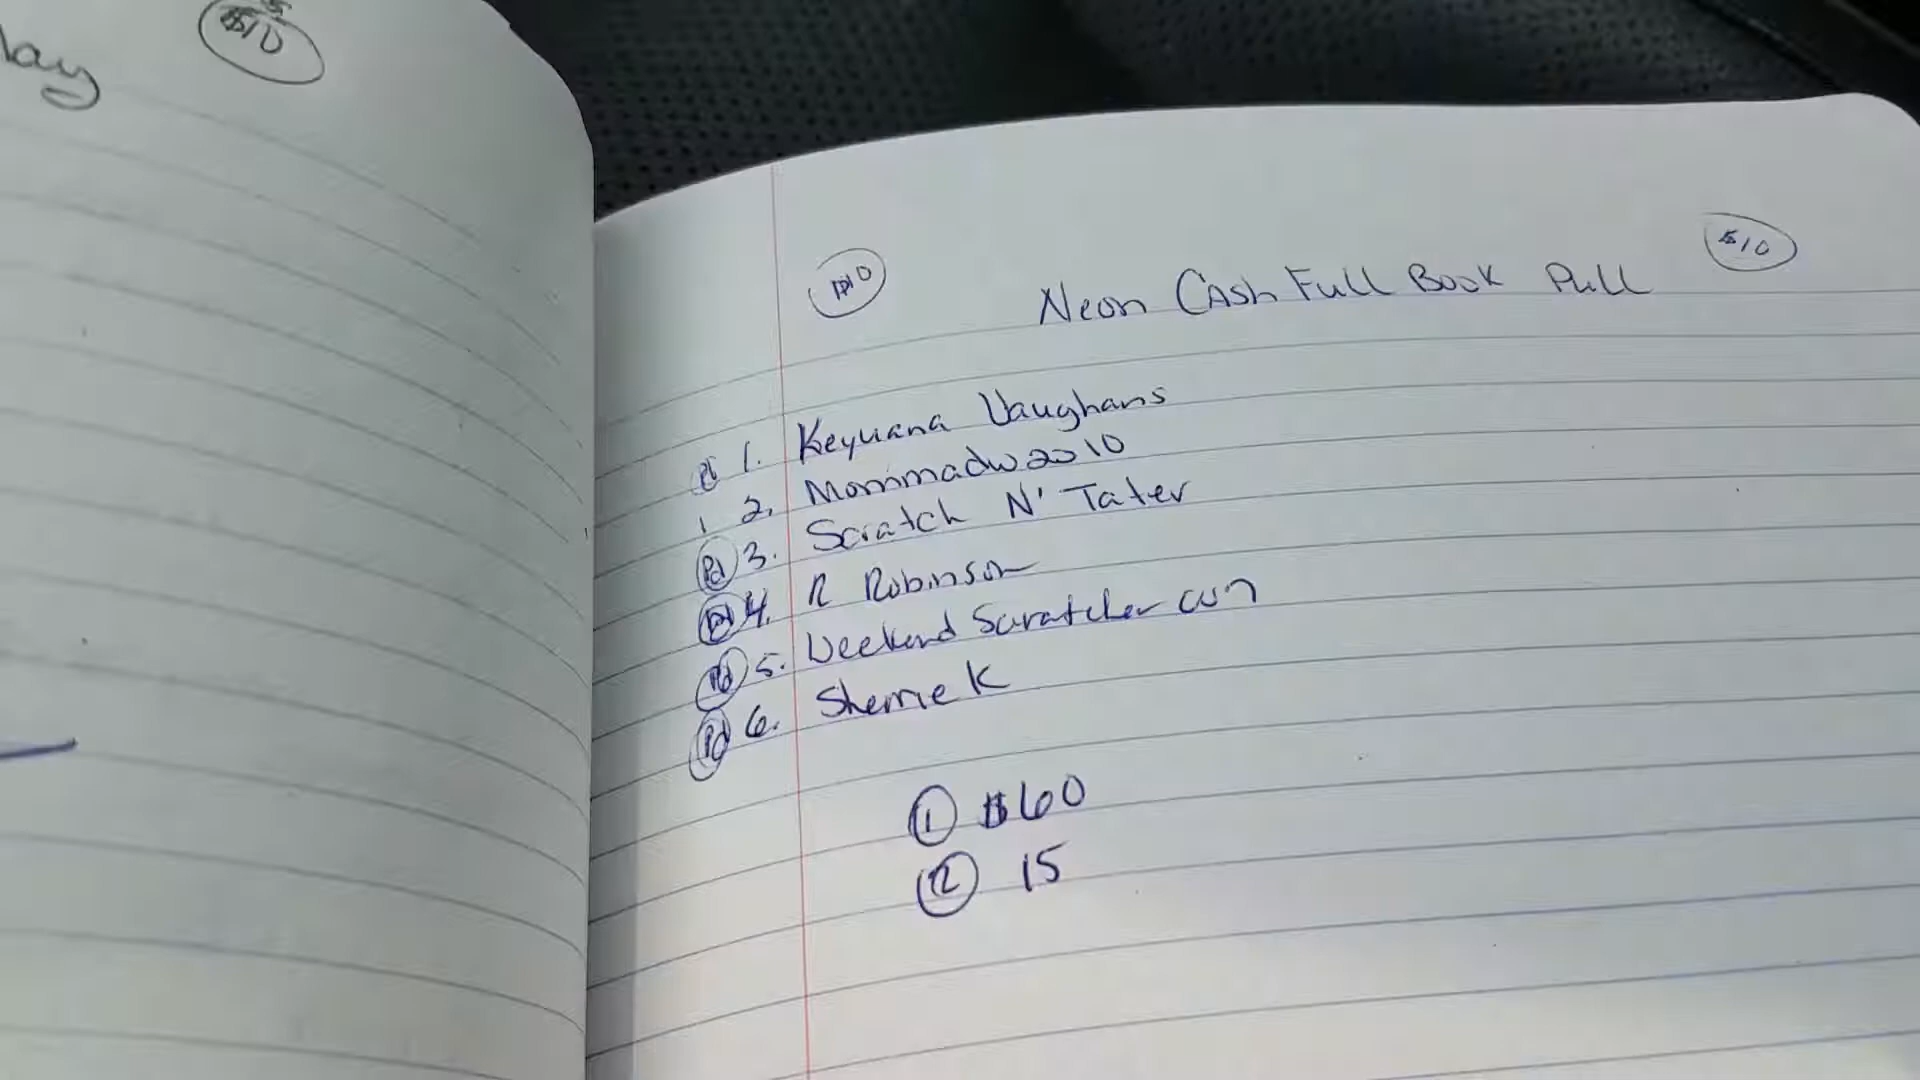 $10
Neon Cash Full Book Pull $10
Pd 1. Keyuana Vaughans
2. Mommadw2010
Pd 3. Scratch N' Tater
Pd 4. R Robinson
Pd 5. Weekend Scratcher
Pd 6. Sherrie K
1 $60
2 15